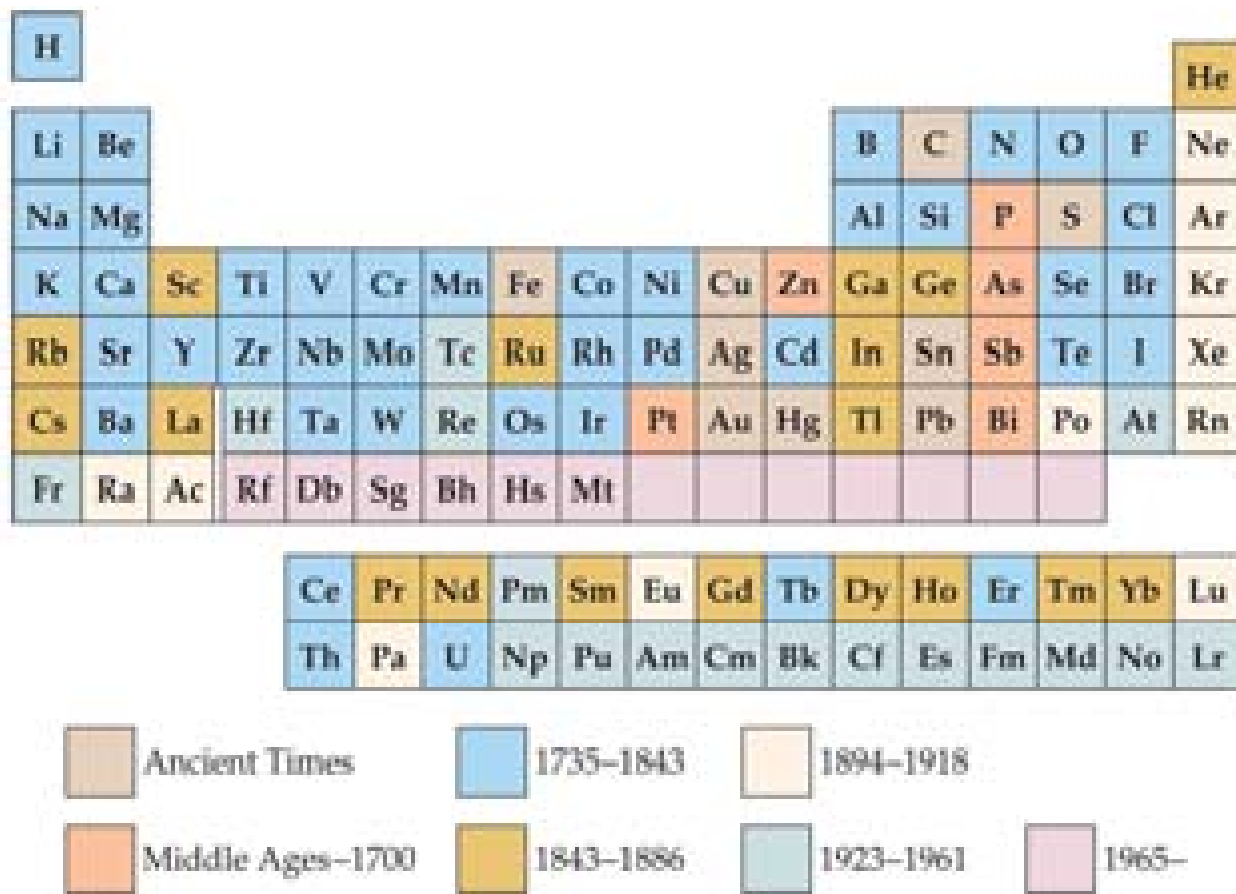 H
He
Li Be B C N O F Ne
Na Mg Al Si P S Cl Ar
K Ca Sc Ti V Cr Mn Fe Co Ni Cu Zn Ga Ge As Se Br Kr
Rb Sr Y Zr Nb Mo Tc Ru Rh Pd Ag Cd In Sn Sb Te I Xe
Cs Ba La Hf Ta W Re Os Ir Pt Au Hg Tl Pb Bi Po At Rn
Fr Ra Ac Rf Db Sg Bh Hs Mt
Ce Pr Nd Pm Sm Eu Gd Tb Dy Ho Er Tm Yb Lu
Th Pa U Np Pu Am Cm Bk Cf Es Fm Md No Lr
Ancient Times 1735–1843 1894–1918
Middle Ages–1700 1843–1886 1923–1961 1965–